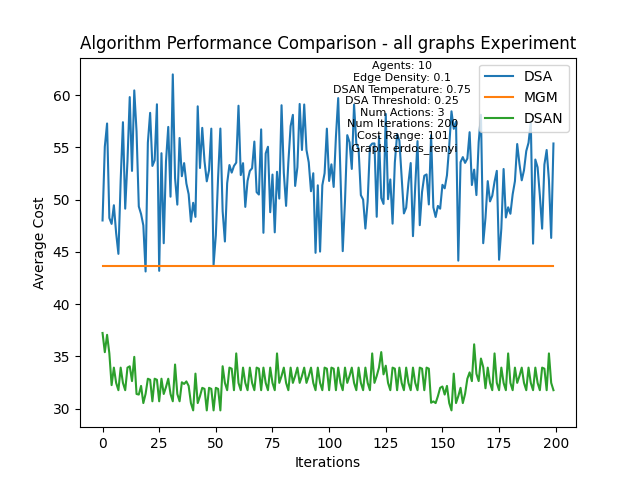 Algorithm Performance Comparison - all graphs Experiment
Agents: 10
Edge Density: 0.1
DSAN Temperature: 0.75
DSA Threshold: 0.25
Num Actions: 3
Num Iterations: 200
Cost Range: 101
Graph: erdos_renyi
DSA
MGM
DSAN
Average Cost
60
55
50
45
40
35
30
0 25 50 75 100 125 150 175 200
Iterations